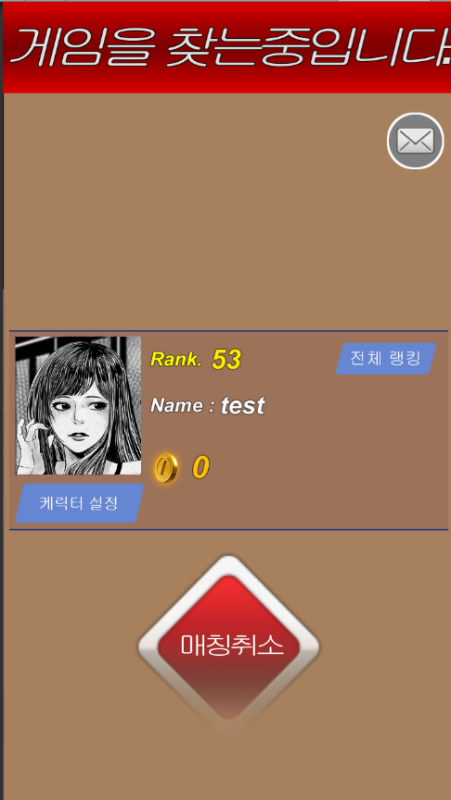 게임을 찾는중입니다.
Rank. 53
전체 랭킹
Name : test
0
케릭터 설정
매칭취소